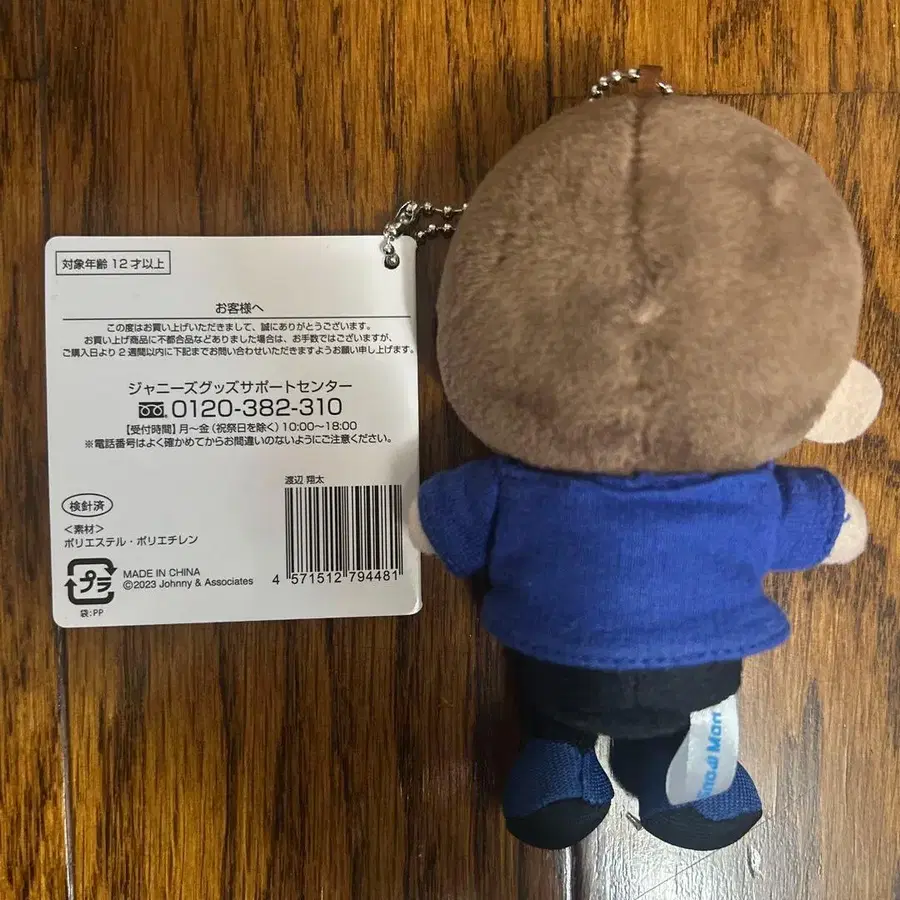 対象年齢 12才以上
お客様へ
この度はお買い上げいただきまして、誠にありがとうございます。
お買い上げ商品に不都合品などありました場合は、お手数ではございますが、
ご購入日より2週間以内に下記までお問い合わせいただきますようお願い申し上げます。
ジャニーズグッズサポートセンター
0120-382-310
【受付時間】月～金(祝祭日を除く)10:00～18:00
※電話番号はよく確かめてからお間違いのないようにご注意ください。
渡辺 翔太
検針済
<素材>
ポリエステル・ポリエチレン
4 571512 794481
プラ
MADE IN CHINA
©2023 Johnny & Associates
袋:PP
Snow Man